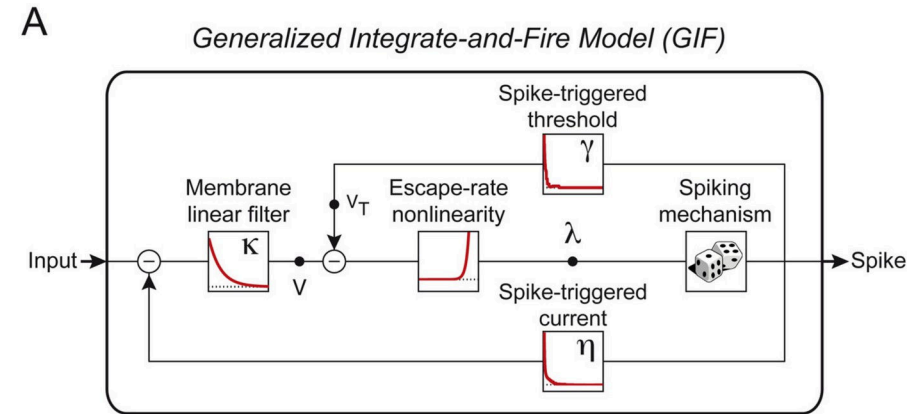 A
Generalized Integrate-and-Fire Model (GIF)
Spike-triggered
threshold
γ
Membrane
linear filter
κ
V_T
Escape-rate
nonlinearity
Spiking
mechanism
λ
Input
V
Spike
Spike-triggered
current
η